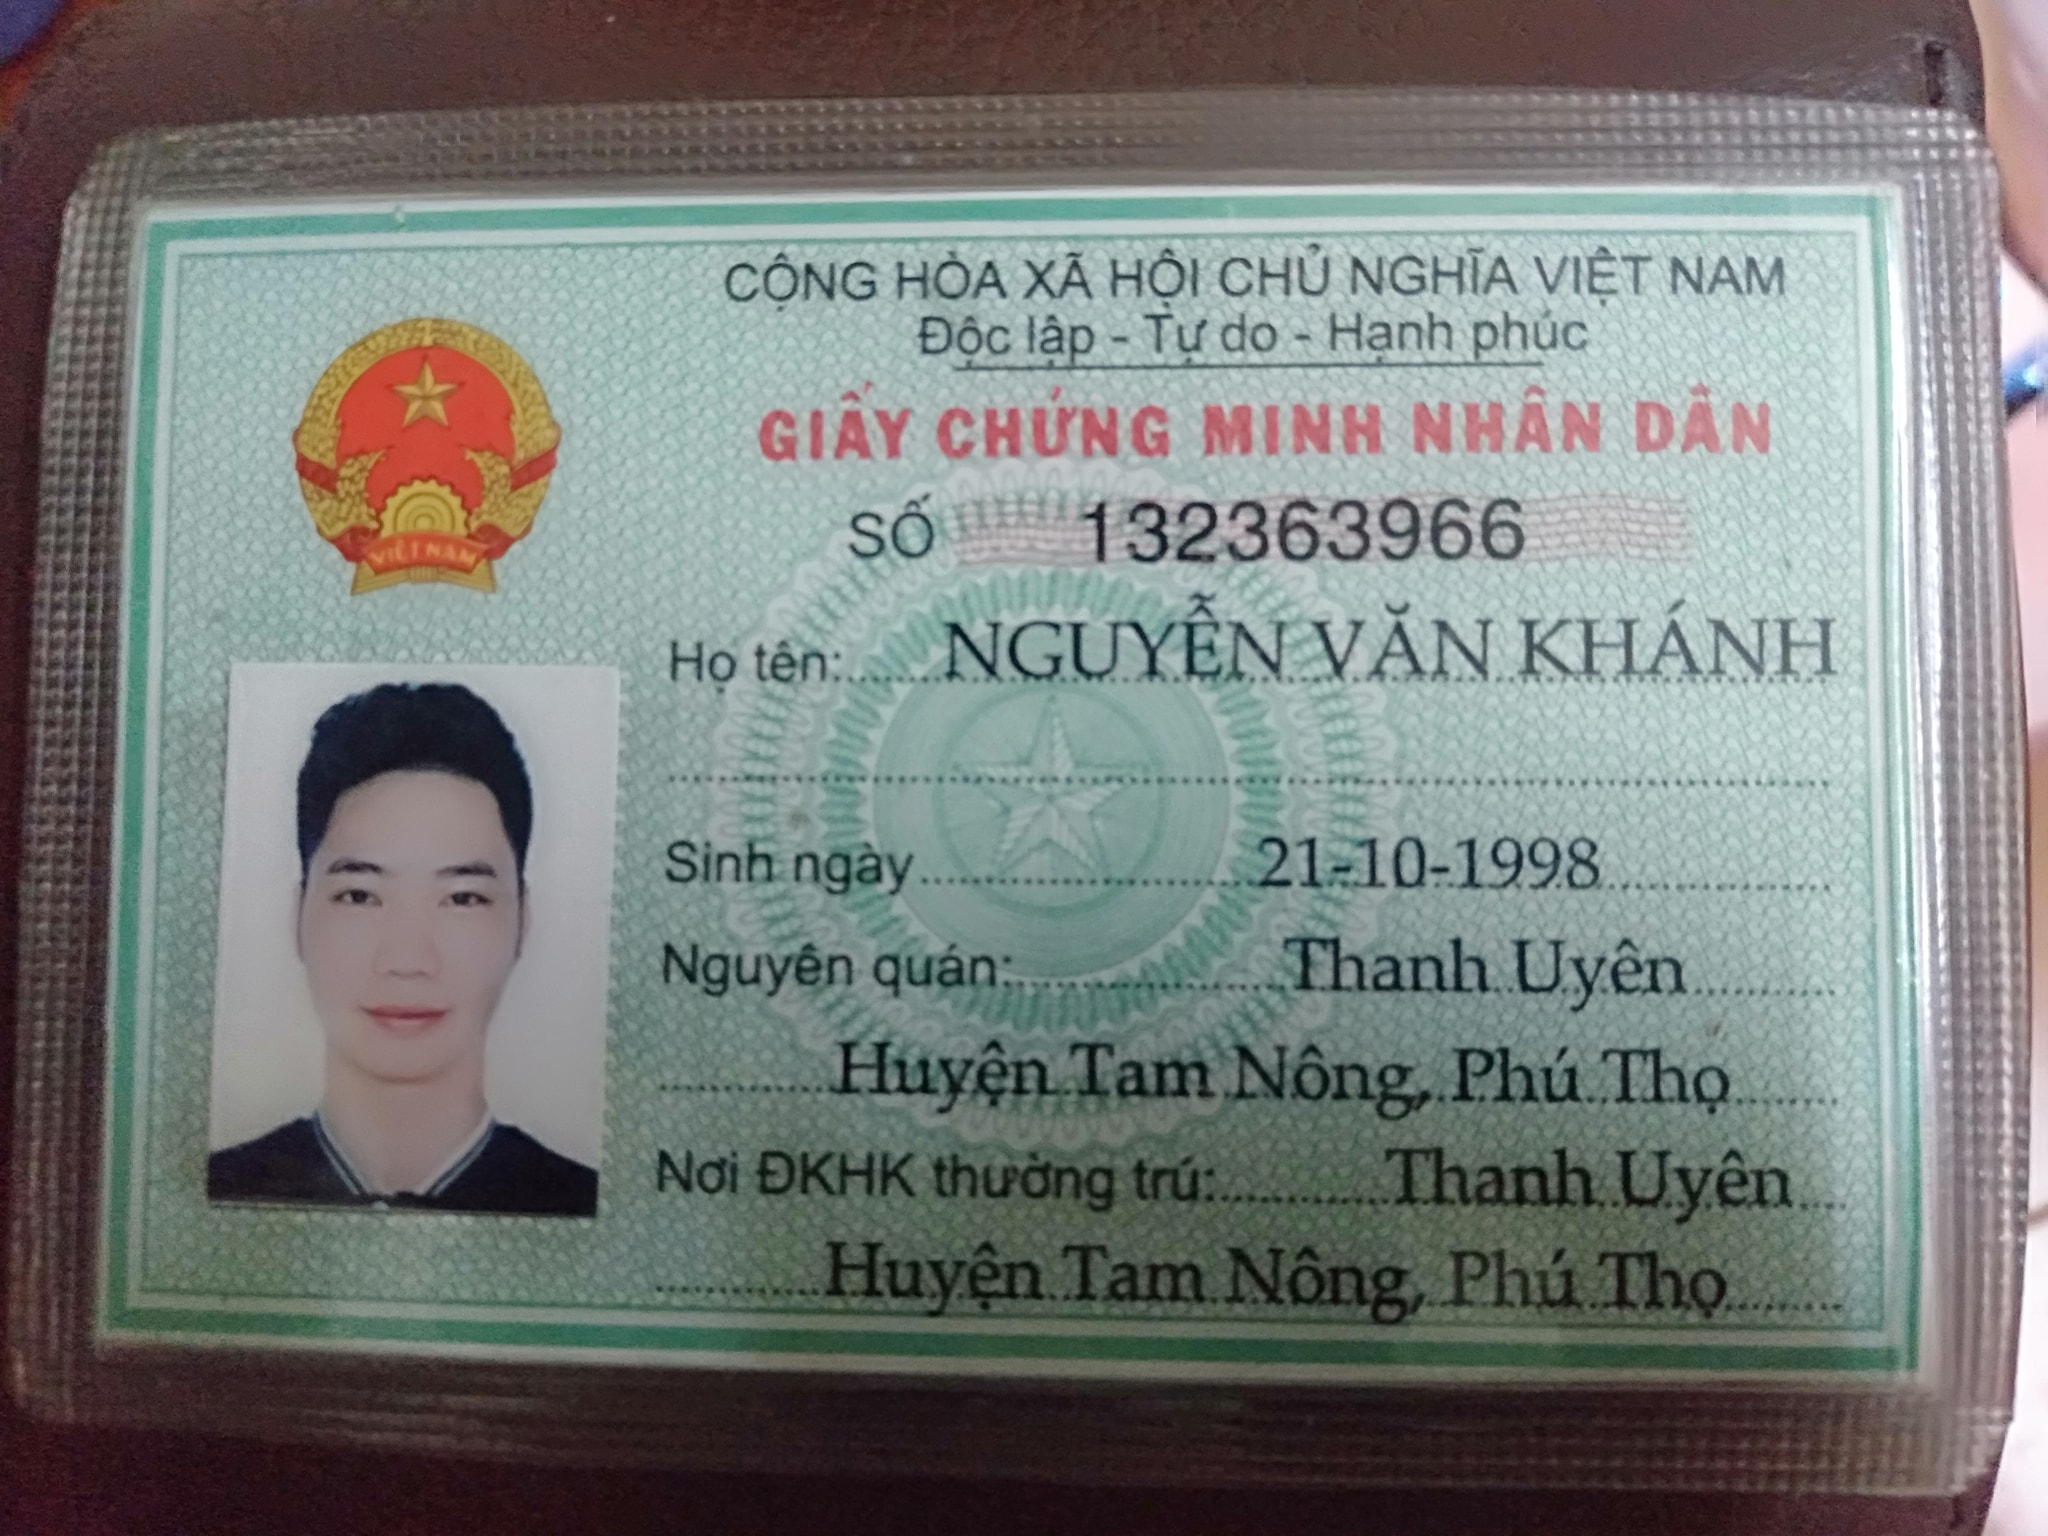 CỘNG HÒA XÃ HỘI CHỦ NGHĨA VIỆT NAM
Độc lập - Tự do - Hạnh phúc
GIẤY CHỨNG MINH NHÂN DÂN
SỐ 132363966
VIỆT NAM
Họ tên: NGUYỄN VĂN KHÁNH
Sinh ngày 21-10-1998
Nguyên quán: Thanh Uyên
Huyện Tam Nông, Phú Thọ
Nơi ĐKHK thường trú: Thanh Uyên
Huyện Tam Nông, Phú Thọ